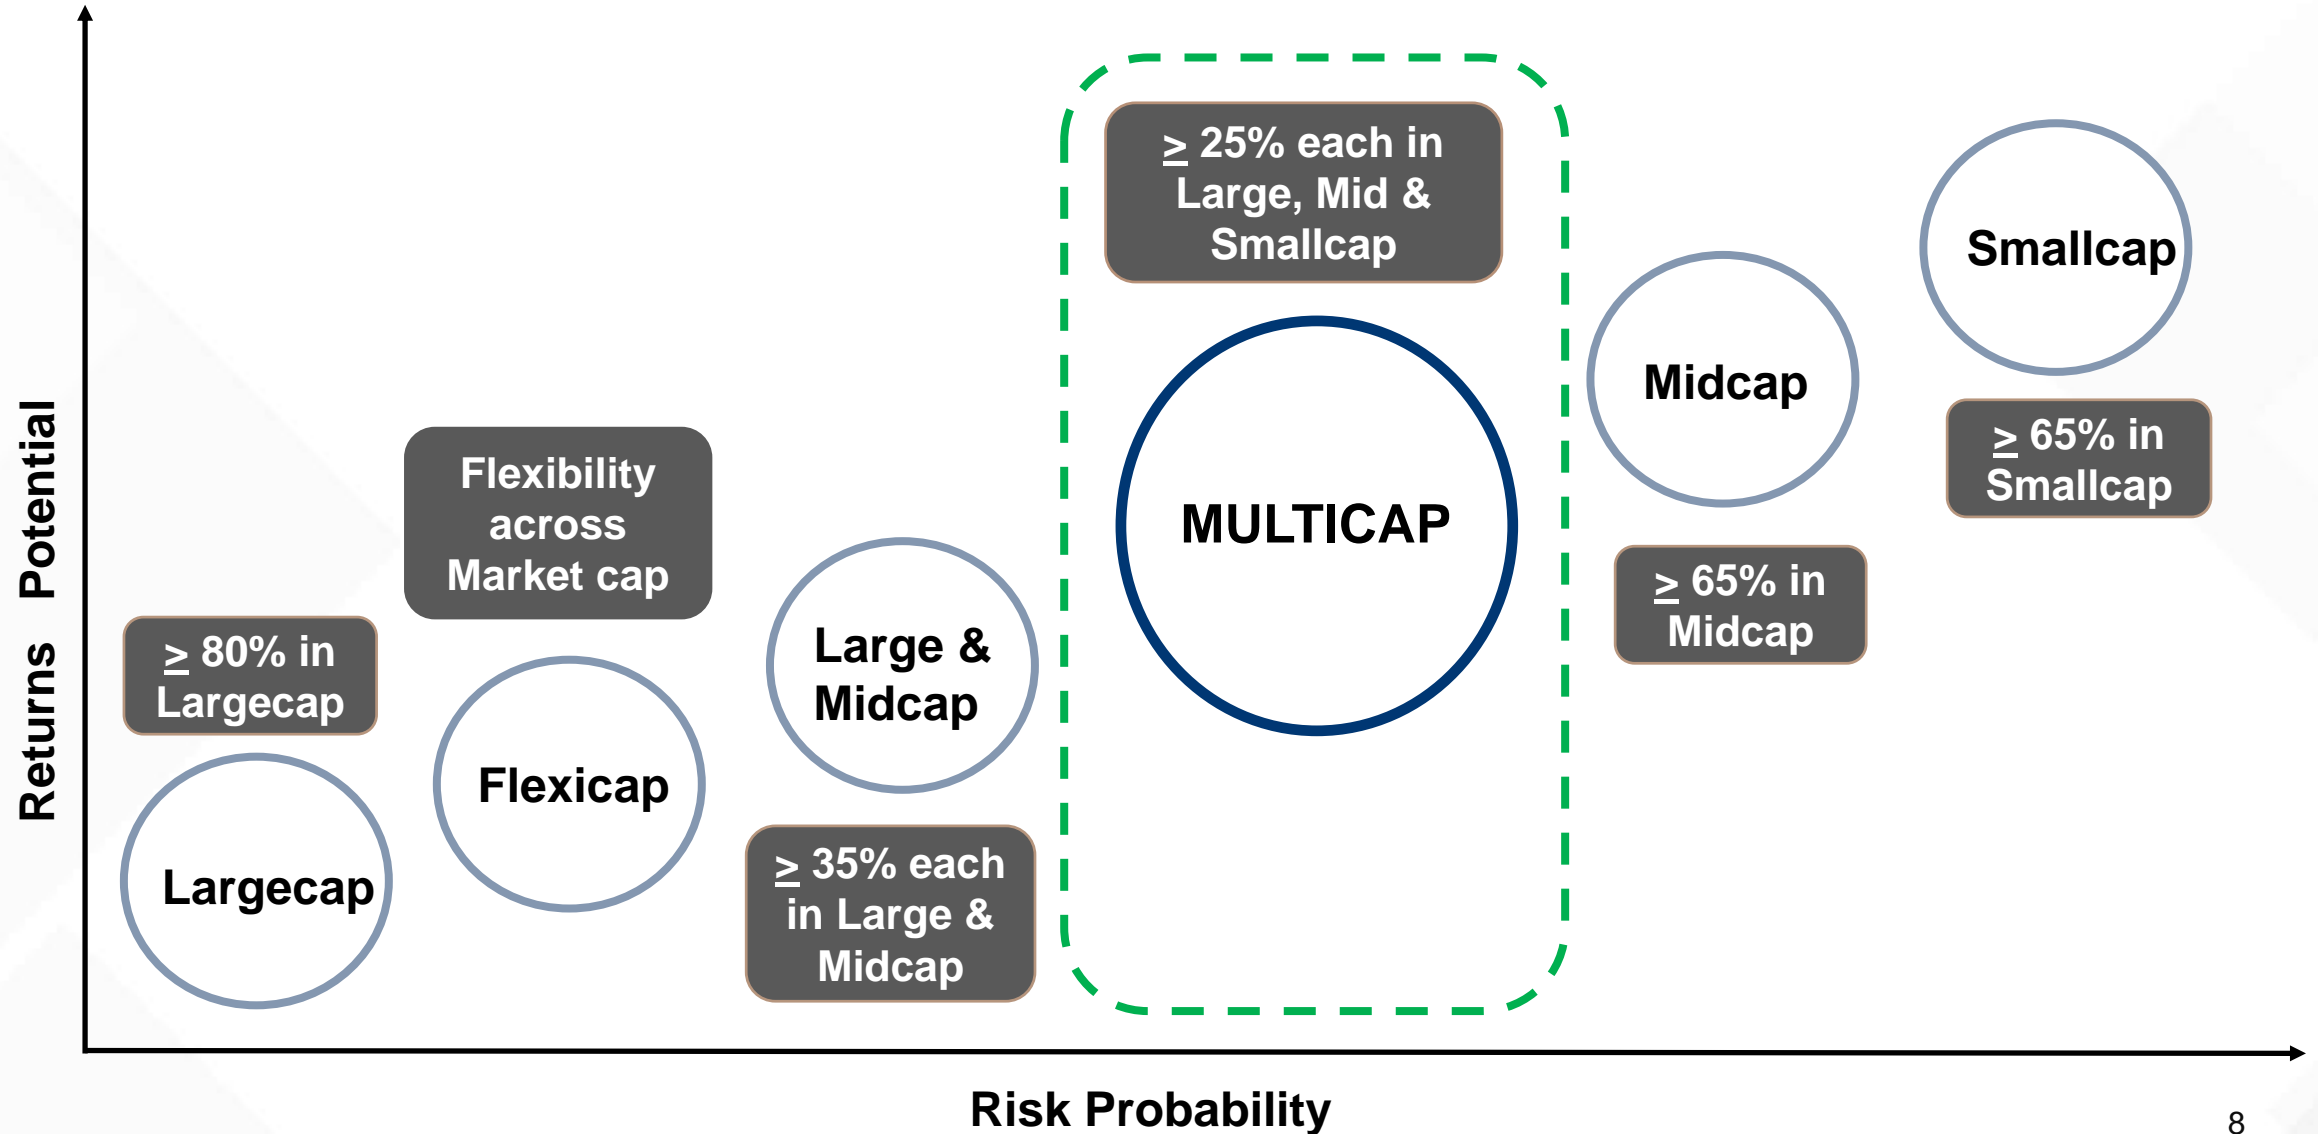 Returns Potential
≥ 80% in
Largecap
Largecap
Flexibility
across
Market cap
Flexicap
Large &
Midcap
≥ 35% each
in Large &
Midcap
≥ 25% each in
Large, Mid &
Smallcap
MULTICAP
Midcap
≥ 65% in
Midcap
Smallcap
≥ 65% in
Smallcap
Risk Probability
8